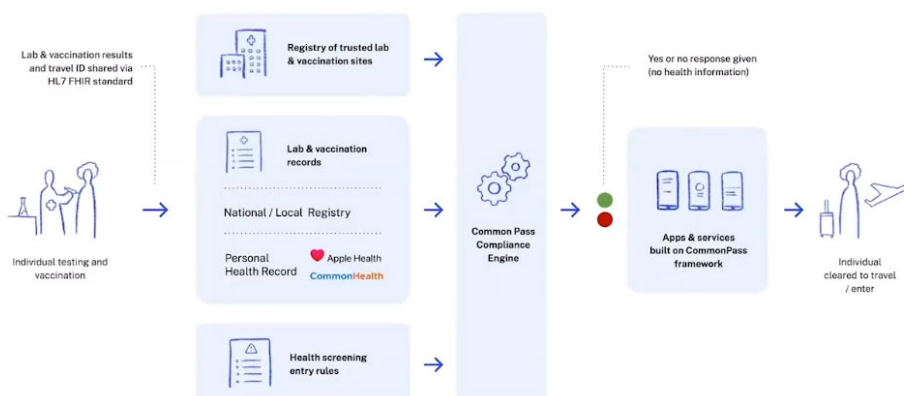 Lab & vaccination results
and travel ID shared via
HL7 FHIR standard
Individual testing and
vaccination
Registry of trusted lab
& vaccination sites
Lab & vaccination
records
National / Local Registry
Personal
Health Record
Apple Health
CommonHealth
Health screening
entry rules
Common Pass
Compliance
Engine
Yes or no response given
(no health information)
Apps & services
built on CommonPass
framework
Individual
cleared to travel
/ enter